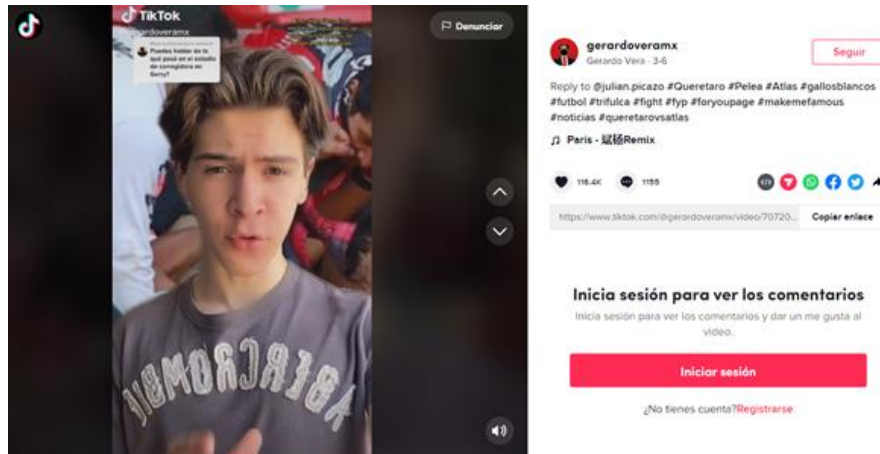 TikTok
Denunciar
Puedes hablar de lo
qué pasó en el estadio
de corregidora mi
Gerry?
ABERCROMBIE
gerardoveramx
Gerardo Vera · 3-6
Seguir
Reply to @julian.picazo #Queretaro #Pelea #Atlas #gallosblancos
#futbol #trifulca #fight #fyp #foryoupage #makemefamous
#noticias #queretarovsatlas
Paris - 斌杨Remix
116.4K
1155
https://www.tiktok.com/@gerardoveramx/video/70720...
Copiar enlace
Inicia sesión para ver los comentarios
Inicia sesión para ver los comentarios y dar un me gusta al
video.
Iniciar sesión
¿No tienes cuenta?Registrarse